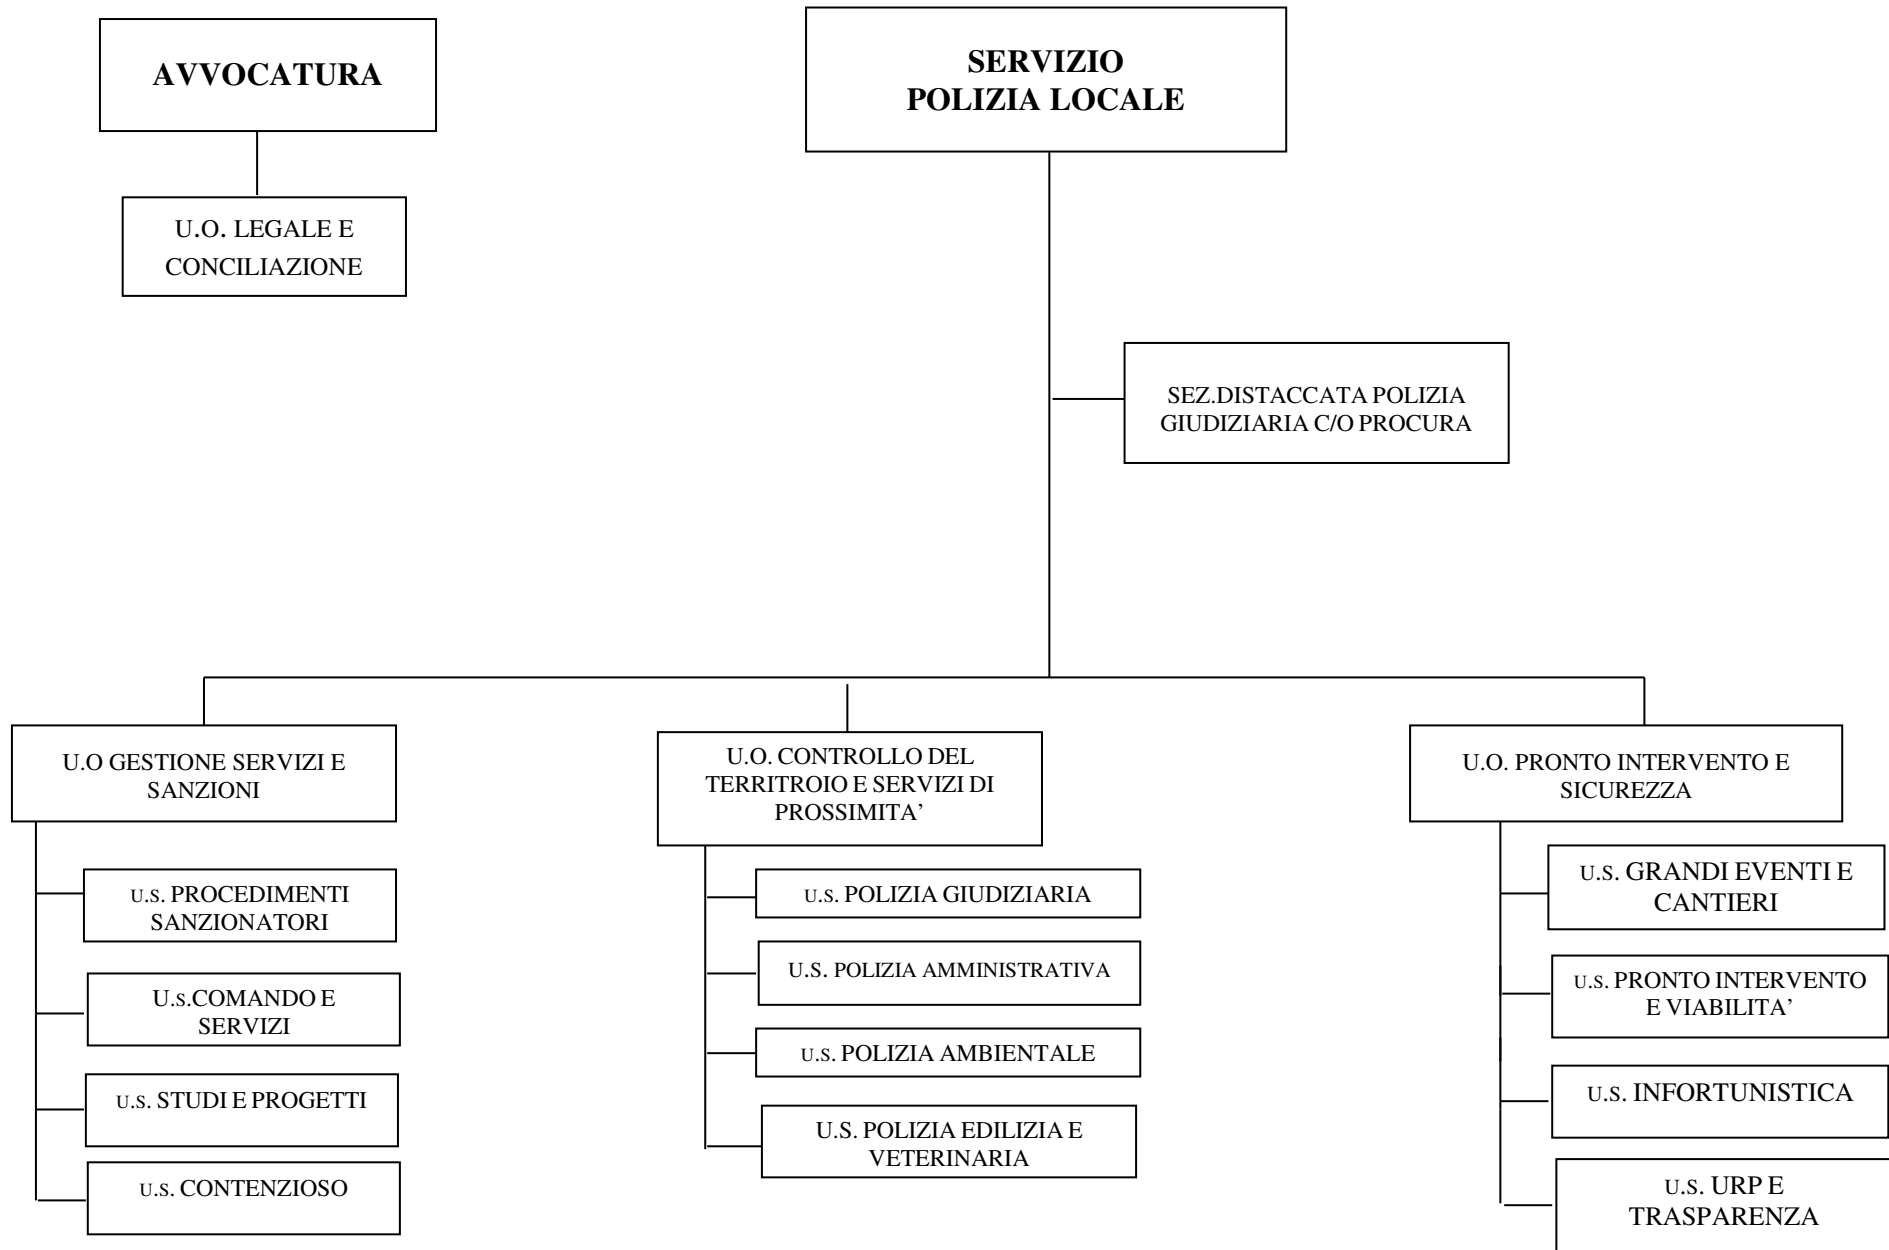 AVVOCATURA
U.O. LEGALE E
CONCILIAZIONE
SERVIZIO
POLIZIA LOCALE
SEZ.DISTACCATA POLIZIA
GIUDIZIARIA C/O PROCURA
U.O GESTIONE SERVIZI E
SANZIONI
U.S. PROCEDIMENTI
SANZIONATORI
U.S.COMANDO E
SERVIZI
U.S. STUDI E PROGETTI
U.S. CONTENZIOSO
U.O. CONTROLLO DEL
TERRITROIO E SERVIZI DI
PROSSIMITA’
U.S. POLIZIA GIUDIZIARIA
U.S. POLIZIA AMMINISTRATIVA
U.S. POLIZIA AMBIENTALE
U.S. POLIZIA EDILIZIA E
VETERINARIA
U.O. PRONTO INTERVENTO E
SICUREZZA
U.S. GRANDI EVENTI E
CANTIERI
U.S. PRONTO INTERVENTO
E VIABILITA’
U.S. INFORTUNISTICA
U.S. URP E
TRASPARENZA